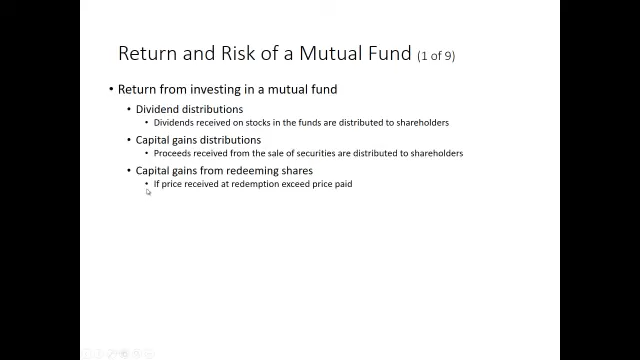 Return and Risk of a Mutual Fund (1 of 9)
• Return from investing in a mutual fund
• Dividend distributions
• Dividends received on stocks in the funds are distributed to shareholders
• Capital gains distributions
• Proceeds received from the sale of securities are distributed to shareholders
• Capital gains from redeeming shares
• If price received at redemption exceed price paid